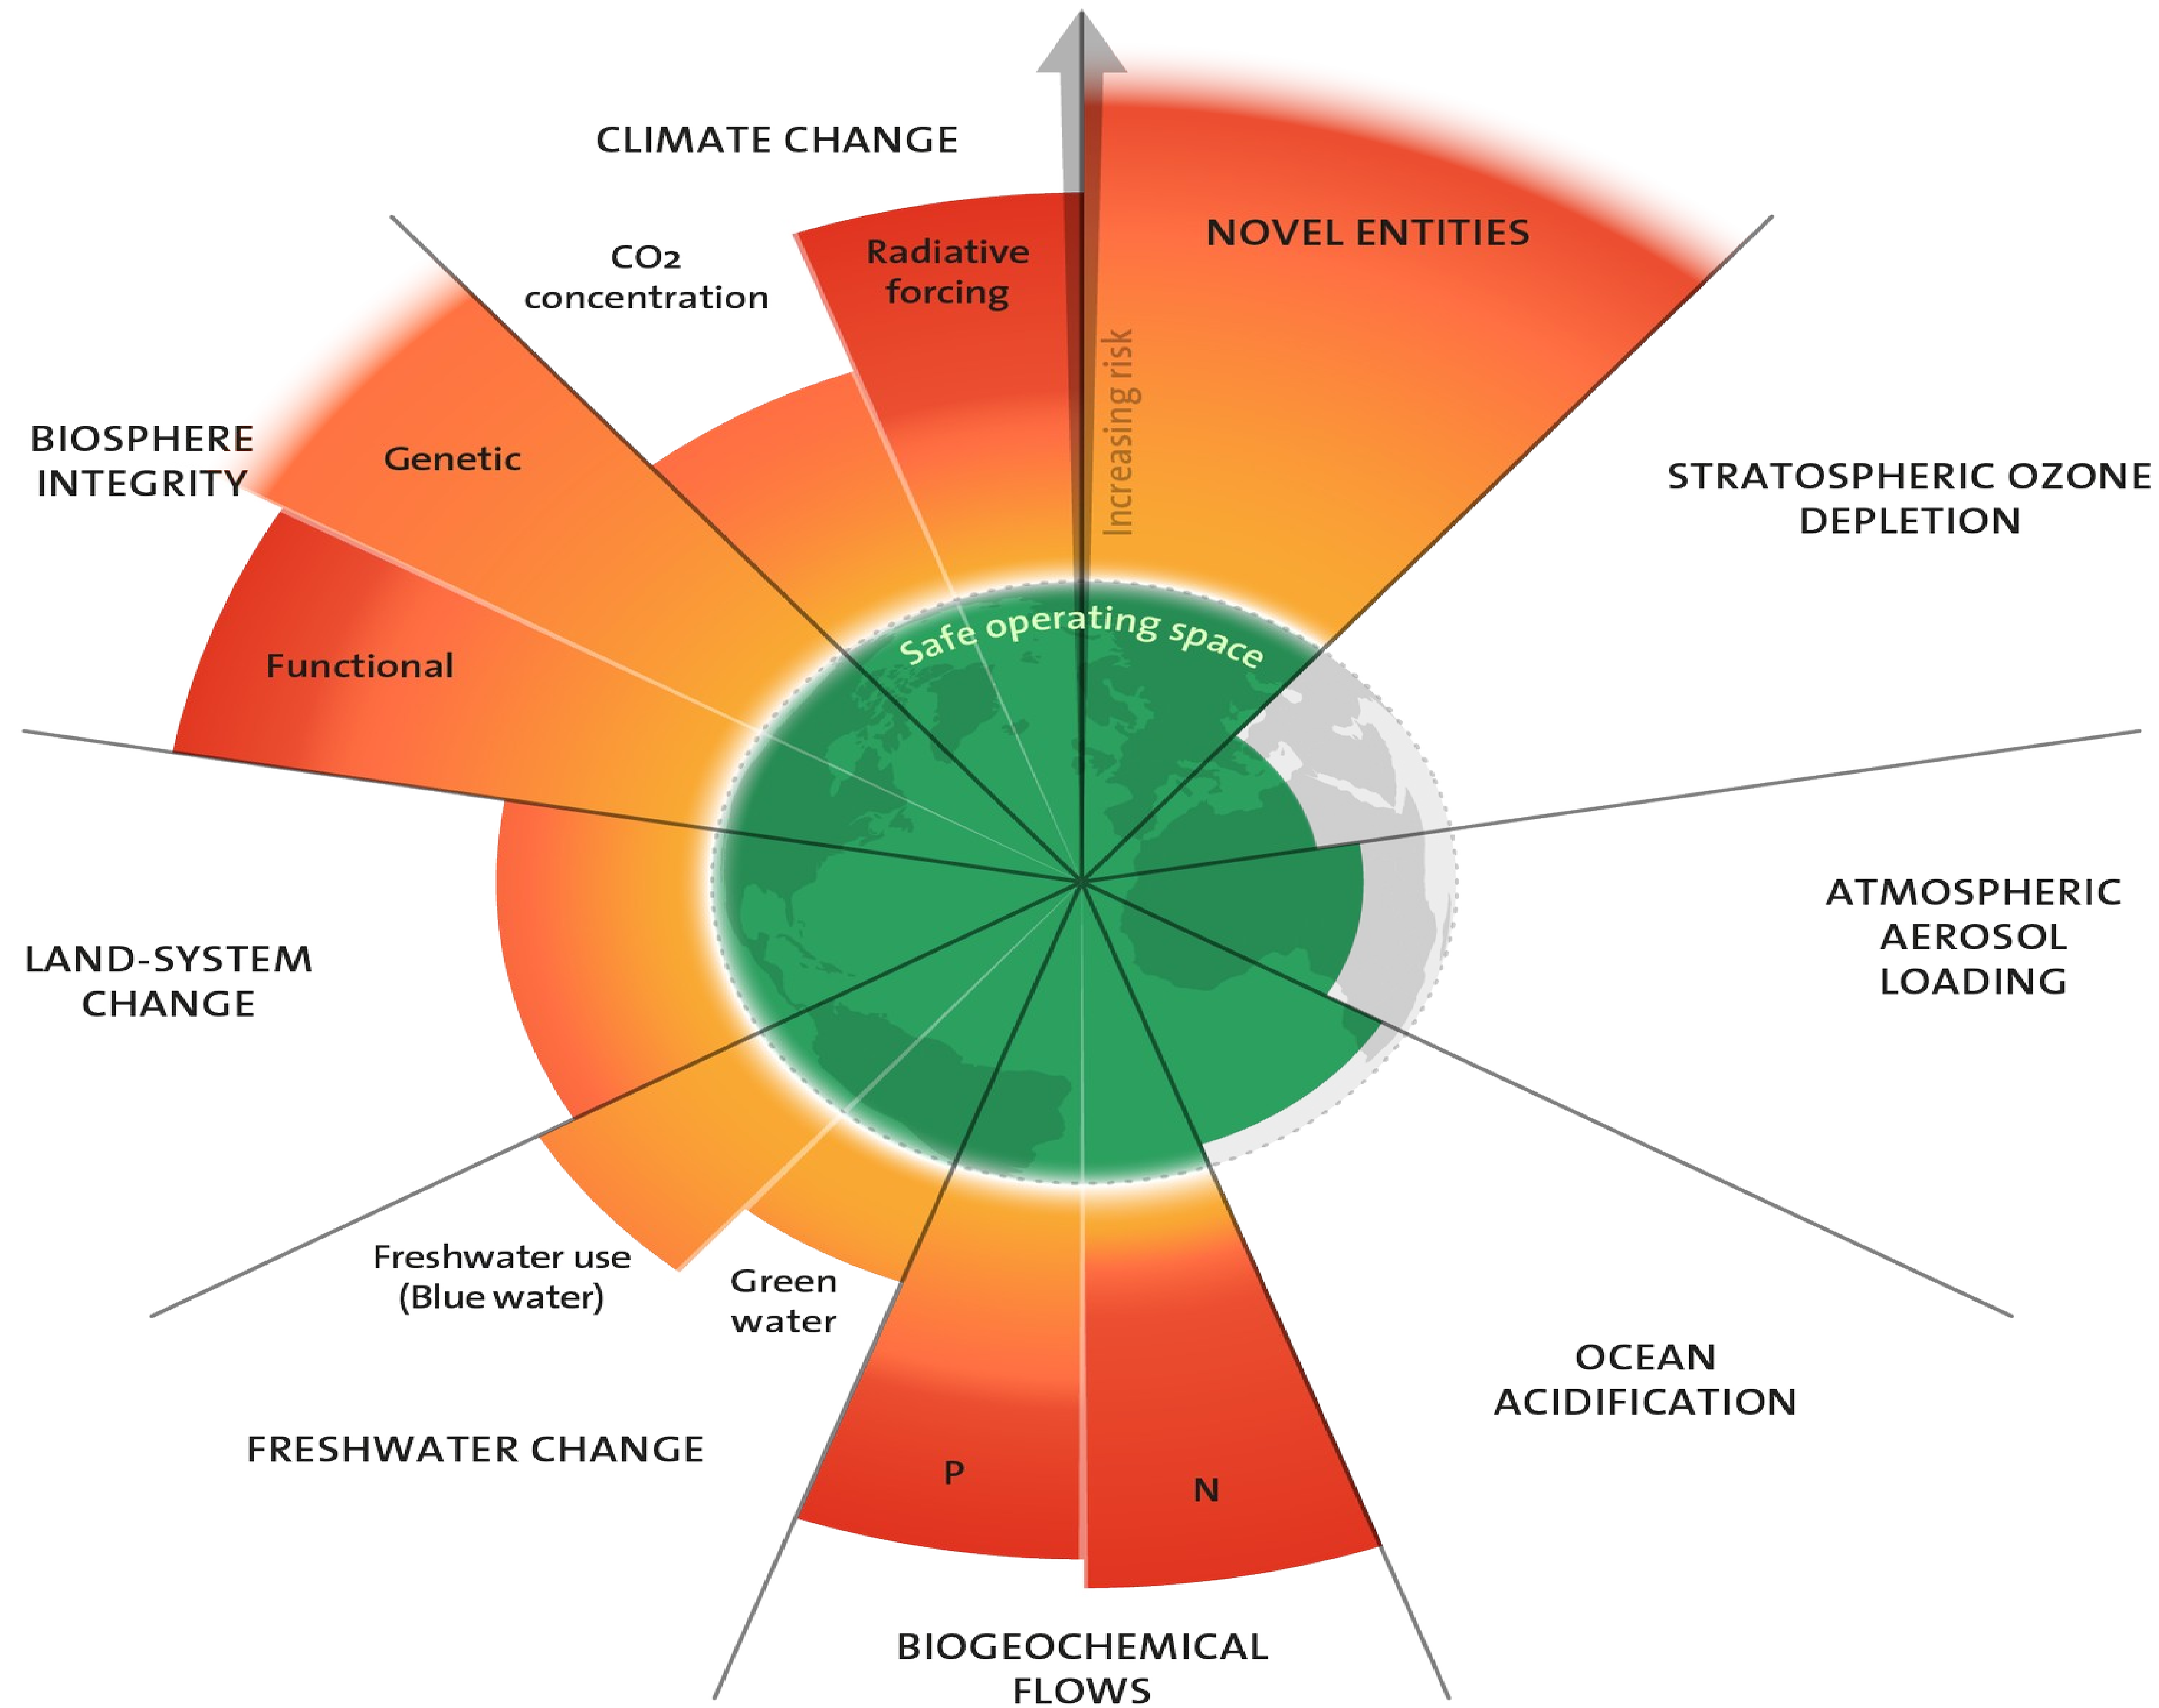 CLIMATE CHANGE
CO2
concentration
Radiative
forcing
Increasing risk
NOVEL ENTITIES
STRATOSPHERIC OZONE
DEPLETION
BIOSPHERE
INTEGRITY
Genetic
Functional
Safe operating space
ATMOSPHERIC
AEROSOL
LOADING
LAND-SYSTEM
CHANGE
Freshwater use
(Blue water)
Green
water
FRESHWATER CHANGE
P
N
OCEAN
ACIDIFICATION
BIOGEOCHEMICAL
FLOWS